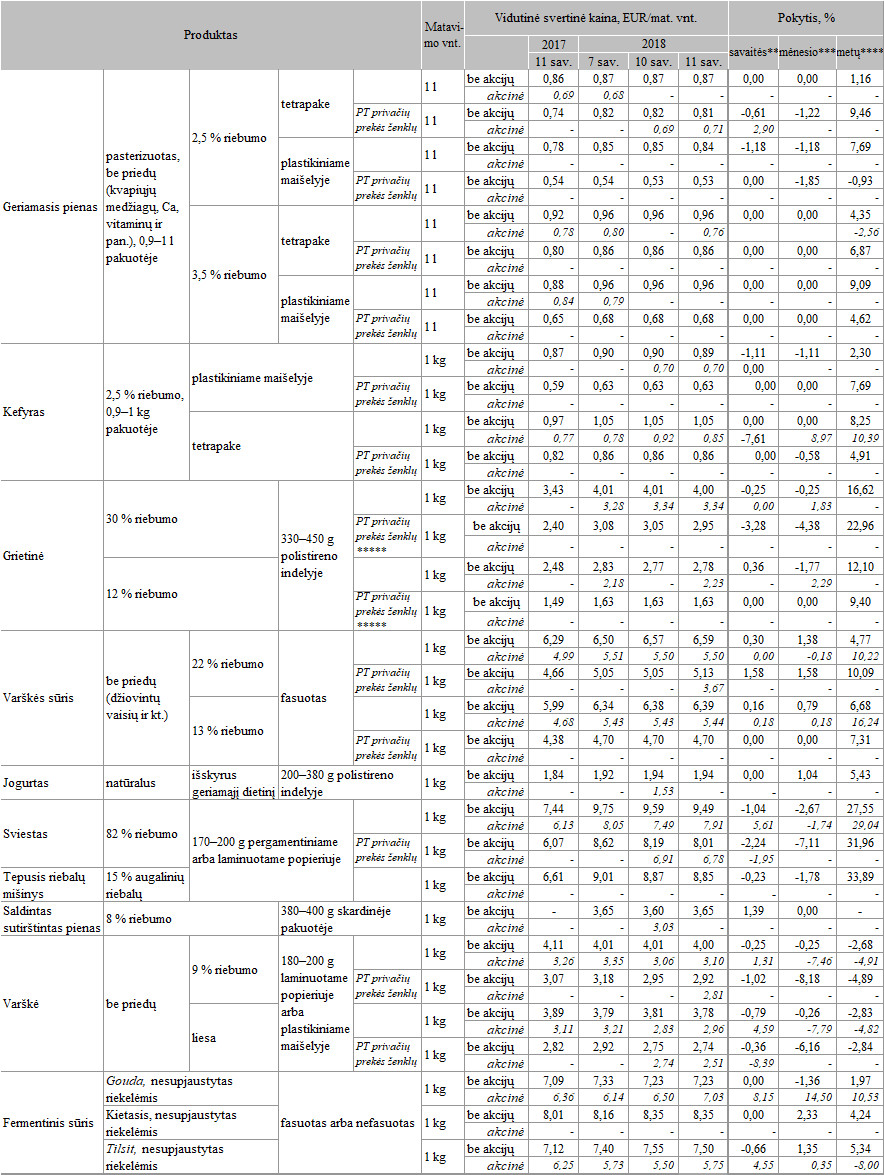 Produktas Matavi-mo vnt. Vidutinė svertinė kaina, EUR/mat. vnt. Pokytis, %
2017 2018 savaitės** mėnesio*** metų****
11 sav. 7 sav. 10 sav. 11 sav.
Geriamasis pienas pasterizuotas, be priedų (kvapiųjų medžiagų, Ca, vitaminų ir pan.), 0,9–1 l pakuotėje 2,5 % riebumo tetrapake 1 l be akcijų 0,86 0,87 0,87 0,87 0,00 0,00 1,16
akcinė 0,69 0,68 - - - - -
PT privačių prekės ženklų 1 l be akcijų 0,74 0,82 0,82 0,81 -0,61 -1,22 9,46
akcinė - - 0,69 0,71 2,90 - -
plastikiniame maišelyje 1 l be akcijų 0,78 0,85 0,85 0,84 -1,18 -1,18 7,69
akcinė - - - - - - -
PT privačių prekės ženklų 1 l be akcijų 0,54 0,54 0,53 0,53 0,00 -1,85 -0,93
akcinė - - - - - - -
3,5 % riebumo tetrapake 1 l be akcijų 0,92 0,96 0,96 0,96 0,00 0,00 4,35
akcinė 0,78 0,80 - 0,76 - - -2,56
PT privačių prekės ženklų 1 l be akcijų 0,80 0,86 0,86 0,86 0,00 0,00 6,87
akcinė - - - - - - -
plastikiniame maišelyje 1 l be akcijų 0,88 0,96 0,96 0,96 0,00 0,00 9,09
akcinė 0,84 0,79 - - - - -
PT privačių prekės ženklų 1 l be akcijų 0,65 0,68 0,68 0,68 0,00 0,00 4,62
akcinė - - - - - - -
Kefyras 2,5 % riebumo, 0,9–1 kg pakuotėje plastikiniame maišelyje 1 kg be akcijų 0,87 0,90 0,90 0,89 -1,11 -1,11 2,30
akcinė - - 0,70 0,70 0,00 - -
PT privačių prekės ženklų 1 kg be akcijų 0,59 0,63 0,63 0,63 0,00 0,00 7,69
akcinė - - - - - - -
tetrapake 1 kg be akcijų 0,97 1,05 1,05 1,05 0,00 0,00 8,25
akcinė 0,77 0,78 0,92 0,85 -7,61 8,97 10,39
PT privačių prekės ženklų 1 kg be akcijų 0,82 0,86 0,86 0,86 0,00 -0,58 4,91
akcinė - - - - - - -
Grietinė 30 % riebumo 330–450 g polistireno indelyje 1 kg be akcijų 3,43 4,01 4,01 4,00 -0,25 -0,25 16,62
akcinė - 3,28 3,34 3,34 0,00 1,83 -
PT privačių prekės ženklų ***** 1 kg be akcijų 2,40 3,08 3,05 2,95 -3,28 -4,38 22,96
akcinė - - - - - - -
12 % riebumo 1 kg be akcijų 2,48 2,83 2,77 2,78 0,36 -1,77 12,10
akcinė - 2,18 - 2,23 - 2,29 -
PT privačių prekės ženklų ***** 1 kg be akcijų 1,49 1,63 1,63 1,63 0,00 0,00 9,40
akcinė - - - - - - -
Varškės sūris be priedų (džiovintų vaisių ir kt.) 22 % riebumo fasuotas 1 kg be akcijų 6,29 6,50 6,57 6,59 0,30 1,38 4,77
akcinė 4,99 5,51 5,50 5,50 0,00 -0,18 10,22
PT privačių prekės ženklų 1 kg be akcijų 4,66 5,05 5,05 5,13 1,58 1,58 10,09
akcinė - - - 3,67 - - -
13 % riebumo 1 kg be akcijų 5,99 6,34 6,38 6,39 0,16 0,79 6,68
akcinė 4,68 5,43 5,43 5,44 0,18 0,18 16,24
PT privačių prekės ženklų 1 kg be akcijų 4,38 4,70 4,70 4,70 0,00 0,00 7,31
akcinė - - - - - - -
Jogurtas natūralus išskyrus geriamąjį dietinį 200–380 g polistireno indelyje 1 kg be akcijų 1,84 1,92 1,94 1,94 0,00 1,04 5,43
akcinė - - 1,53 - - - -
Sviestas 82 % riebumo 170–200 g pergamentiniame arba laminuotame popieriuje 1 kg be akcijų 7,44 9,75 9,59 9,49 -1,04 -2,67 27,55
akcinė 6,13 8,05 7,49 7,91 5,61 -1,74 29,04
PT privačių prekės ženklų 1 kg be akcijų 6,07 8,62 8,19 8,01 -2,24 -7,11 31,96
akcinė - - 6,91 6,78 -1,95 - -
Tepusis riebalų mišinys 15 % augalinių riebalų 1 kg be akcijų 6,61 9,01 8,87 8,85 -0,23 -1,78 33,89
akcinė - - - - - - -
Saldintas sutirštintas pienas 8 % riebumo 380–400 g skardinėje pakuotėje 1 kg be akcijų - 3,65 3,60 3,65 1,39 0,00 -
akcinė - - 3,03 - - - -
Varškė be priedų 9 % riebumo 180–200 g laminuotame popieriuje arba plastikiniame maišelyje 1 kg be akcijų 4,11 4,01 4,01 4,00 -0,25 -0,25 -2,68
akcinė 3,26 3,35 3,06 3,10 1,31 -7,46 -4,91
PT privačių prekės ženklų 1 kg be akcijų 3,07 3,18 2,95 2,92 -1,02 -8,18 -4,89
akcinė - - - 2,81 - - -
liesa 1 kg be akcijų 3,89 3,79 3,81 3,78 -0,79 -0,26 -2,83
akcinė 3,11 3,21 2,83 2,96 4,59 -7,79 -4,82
PT privačių prekės ženklų 1 kg be akcijų 2,82 2,92 2,75 2,74 -0,36 -6,16 -2,84
akcinė - - 2,74 2,51 -8,39 - -
Fermentinis sūris Gouda, nesupjaustytas riekelėmis fasuotas arba nefasuotas 1 kg be akcijų 7,09 7,33 7,23 7,23 0,00 -1,36 1,97
akcinė 6,36 6,14 6,50 7,03 8,15 14,50 10,53
Kietasis, nesupjaustytas riekelėmis 1 kg be akcijų 8,01 8,16 8,35 8,35 0,00 2,33 4,24
akcinė - - - - - - -
Tilsit, nesupjaustytas riekelėmis 1 kg be akcijų 7,12 7,40 7,55 7,50 -0,66 1,35 5,34
akcinė 6,25 5,73 5,50 5,75 4,55 0,35 -8,00